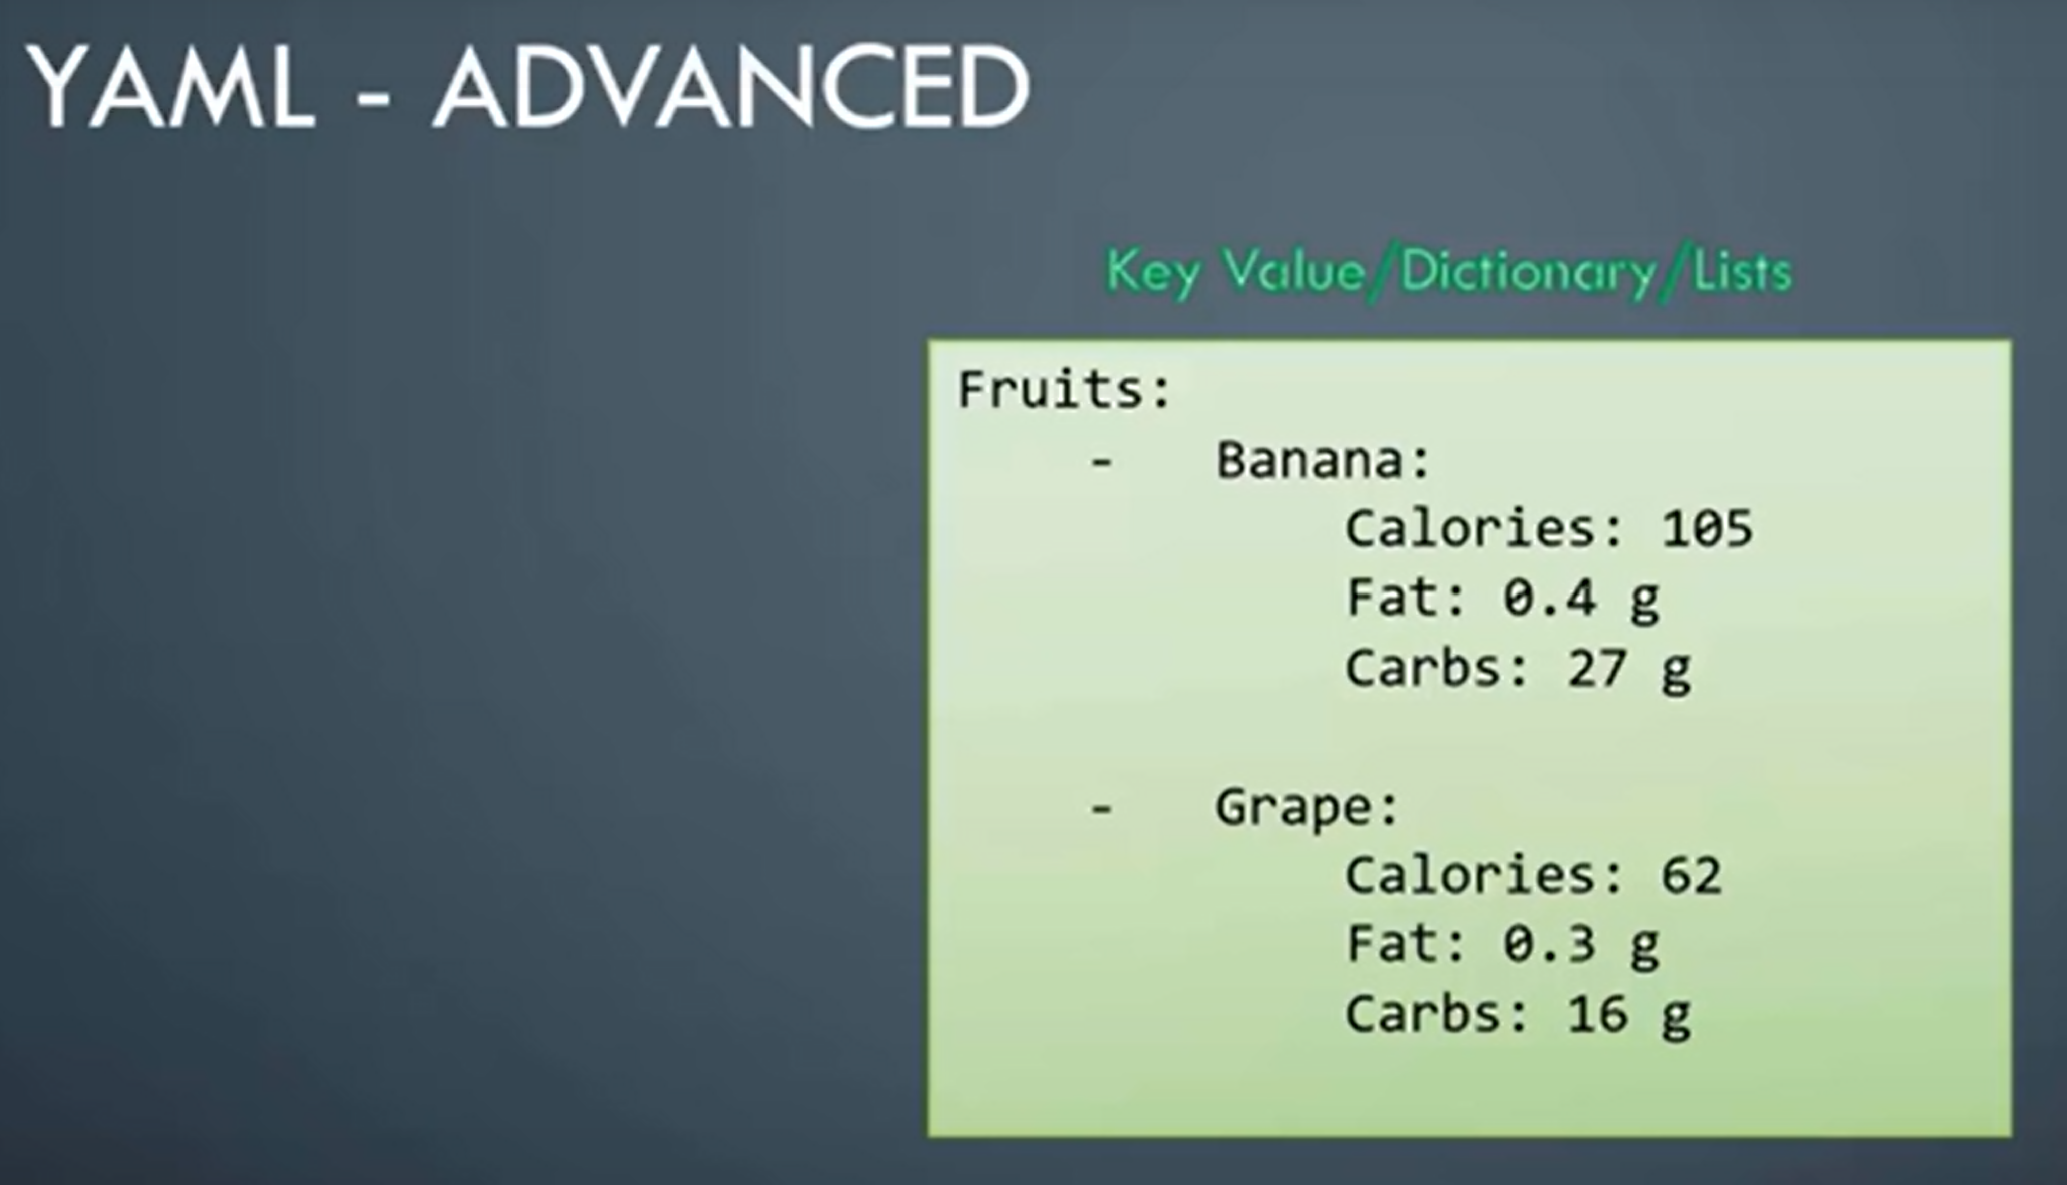 YAML - ADVANCED
Key Value/Dictionary/Lists
Fruits:
- Banana:
Calories: 105
Fat: 0.4 g
Carbs: 27 g
- Grape:
Calories: 62
Fat: 0.3 g
Carbs: 16 g